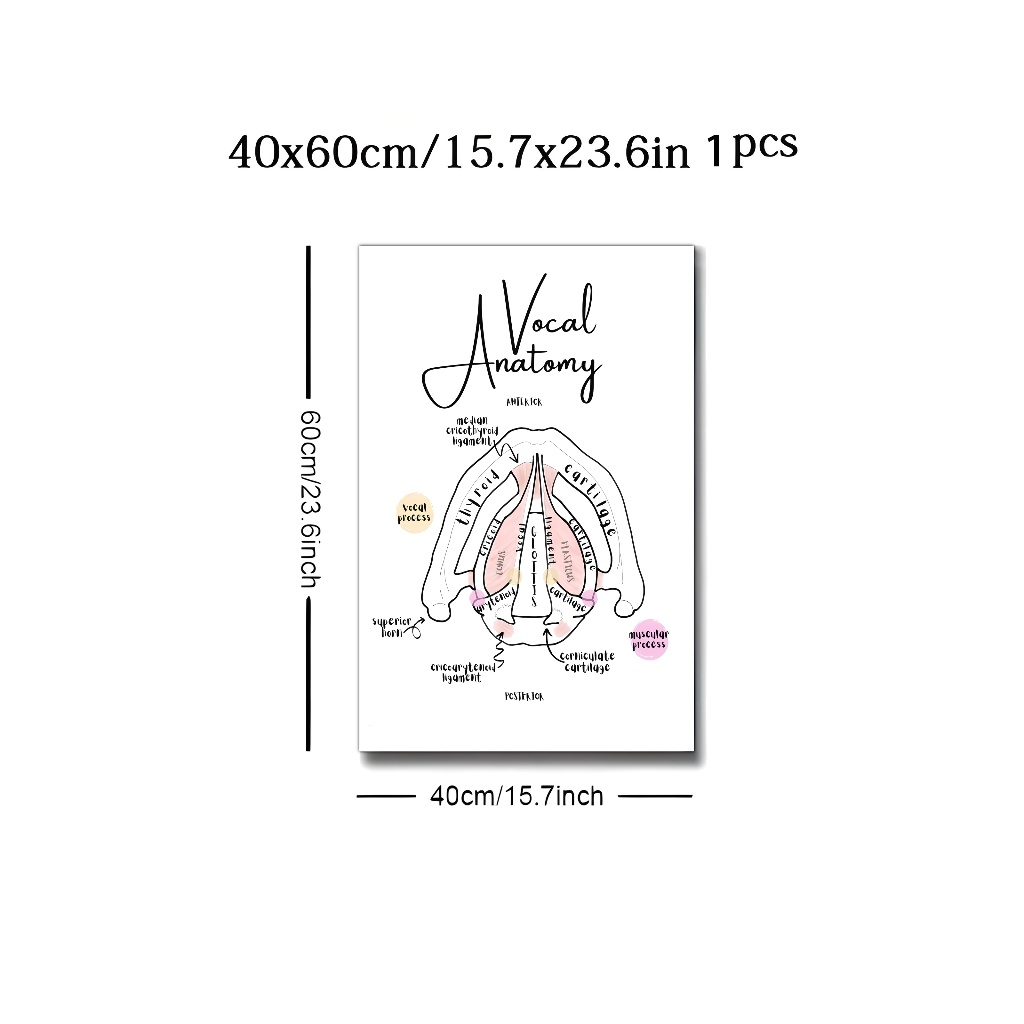 40x60cm/15.7x23.6in 1pcs
60cm/23.6inch
Vocal
Anatomy
ANTERIOR
median
cricothyroid
ligament
thyroid
cartilage
vocal
process
cricoid
cartilage
vocal
ligament
CONUS
ELASTICUS
GLOTTIS
arytenoid
cartilage
superior
horn
muscular
process
cricoarytenoid
ligament
corniculate
cartilage
POSTERIOR
40cm/15.7inch